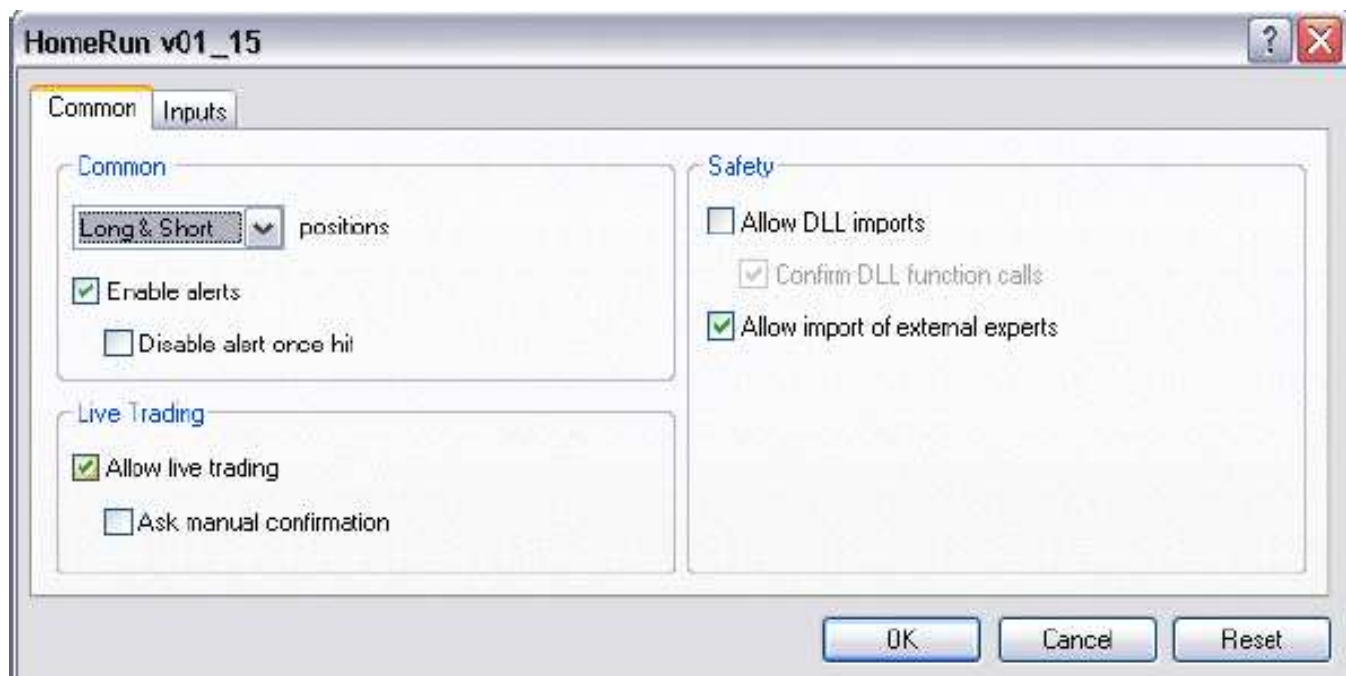 HomeRun v01_15
Common Inputs
Common
Long & Short positions
Enable alerts
Disable alert once hit
Live Trading
Allow live trading
Ask manual confirmation
Safety
Allow DLL imports
Confirm DLL function calls
Allow import of external experts
OK Cancel Reset